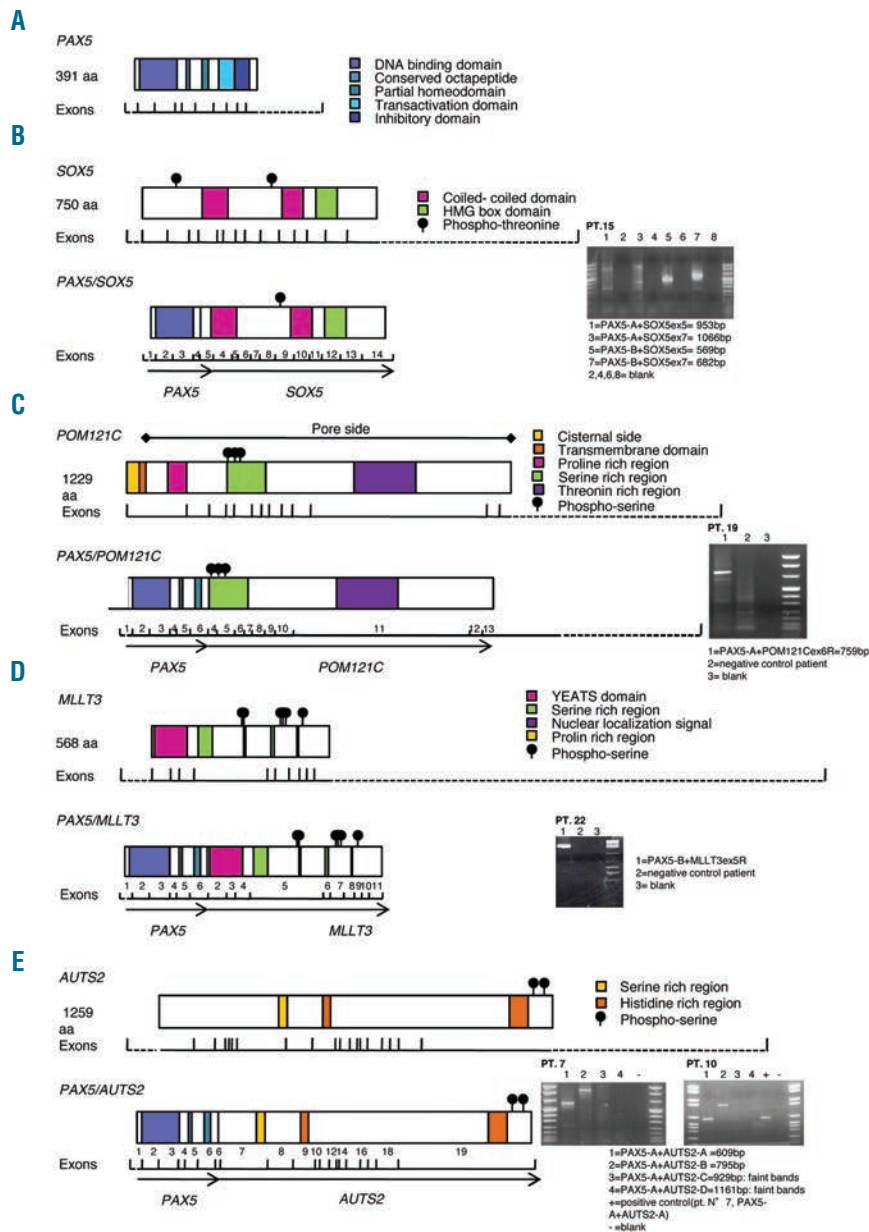 A
PAX5
391 aa
Exons
DNA binding domain
Conserved octapeptide
Partial homeodomain
Transactivation domain
Inhibitory domain
B
SOX5
750 aa
Exons
Coiled- coiled domain
HMG box domain
Phospho-threonine
PT.15
1 2 3 4 5 6 7 8
1=PAX5-A+SOX5ex5= 953bp
3=PAX5-A+SOX5ex7= 1066bp
5=PAX5-B+SOX5ex5= 569bp
7=PAX5-B+SOX5ex7= 682bp
2,4,6,8= blank
PAX5/SOX5
Exons
1 2 3 4 5 4 5 6 7 8 9 10 11 12 13 14
PAX5 SOX5
C
POM121C
Pore side
1229
aa
Exons
Cisternal side
Transmembrane domain
Proline rich region
Serine rich region
Threonin rich region
Phospho-serine
PT. 19
1 2 3
1=PAX5-A+POM121Cex6R=759bp
2=negative control patient
3= blank
PAX5/POM121C
Exons
1 2 3 4 5 6 4 5 6 7 8 9 10 11 12 13
PAX5 POM121C
D
MLLT3
568 aa
Exons
YEATS domain
Serine rich region
Nuclear localization signal
Prolin rich region
Phospho-serine
PAX5/MLLT3
Exons
1 2 3 4 5 6 2 3 4 5 6 7 8 9 10 11
PAX5 MLLT3
PT. 22
1 2 3
1=PAX5-B+MLLT3ex5R
2=negative control patient
3= blank
E
AUTS2
1259
aa
Exons
Serine rich region
Histidine rich region
Phospho-serine
PAX5/AUTS2
1 2 3 4 5 6 6 7 8 9 10 12 14 16 18 19
Exons
PAX5 AUTS2
PT. 7
1 2 3 4 -
PT. 10
1 2 3 4 + -
1=PAX5-A+AUTS2-A =609bp
2=PAX5-A+AUTS2-B =795bp
3=PAX5-A+AUTS2-C=929bp: faint bands
4=PAX5-A+AUTS2-D=1161bp: faint bands
+=positive control(pt. N° 7, PAX5-
A+AUTS2-A)
- =blank